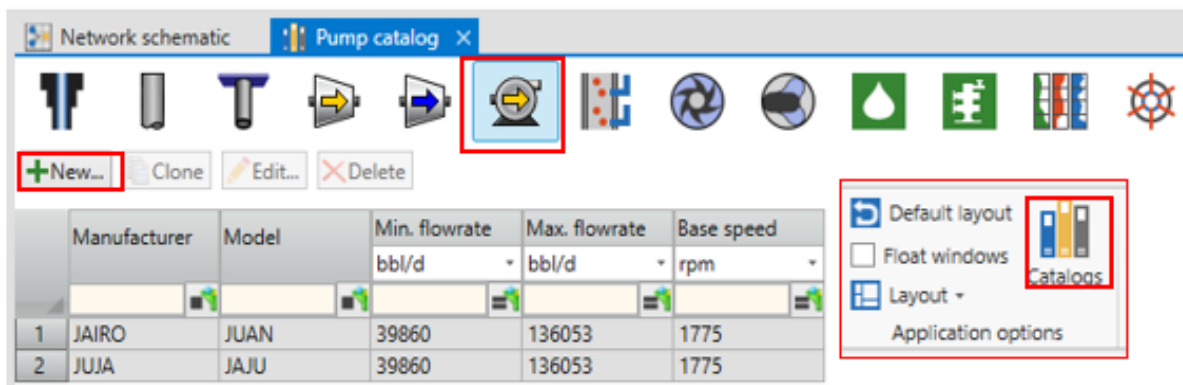 Network schematic Pump catalog ×
New... Clone Edit... Delete
Manufacturer Model Min. flowrate Max. flowrate Base speed
bbl/d bbl/d rpm
1 JAIRO JUAN 39860 136053 1775
2 JUJA JAJU 39860 136053 1775
Default layout
Float windows
Catalogs
Layout
Application options